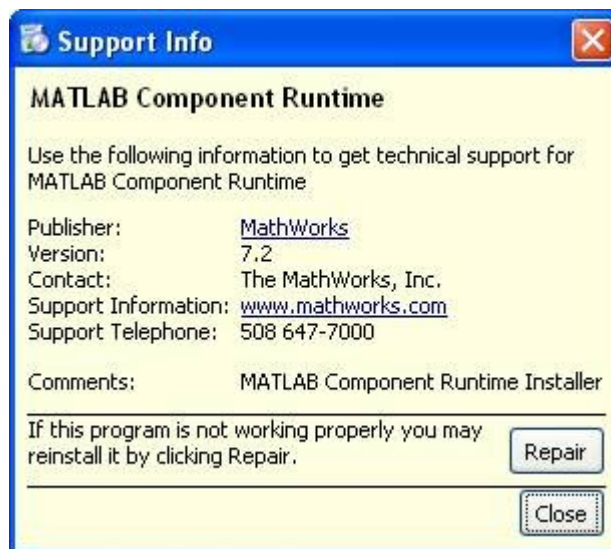 Support Info
MATLAB Component Runtime
Use the following information to get technical support for
MATLAB Component Runtime
Publisher: MathWorks
Version: 7.2
Contact: The MathWorks, Inc.
Support Information: www.mathworks.com
Support Telephone: 508 647-7000
Comments: MATLAB Component Runtime Installer
If this program is not working properly you may
reinstall it by clicking Repair.
Repair
Close